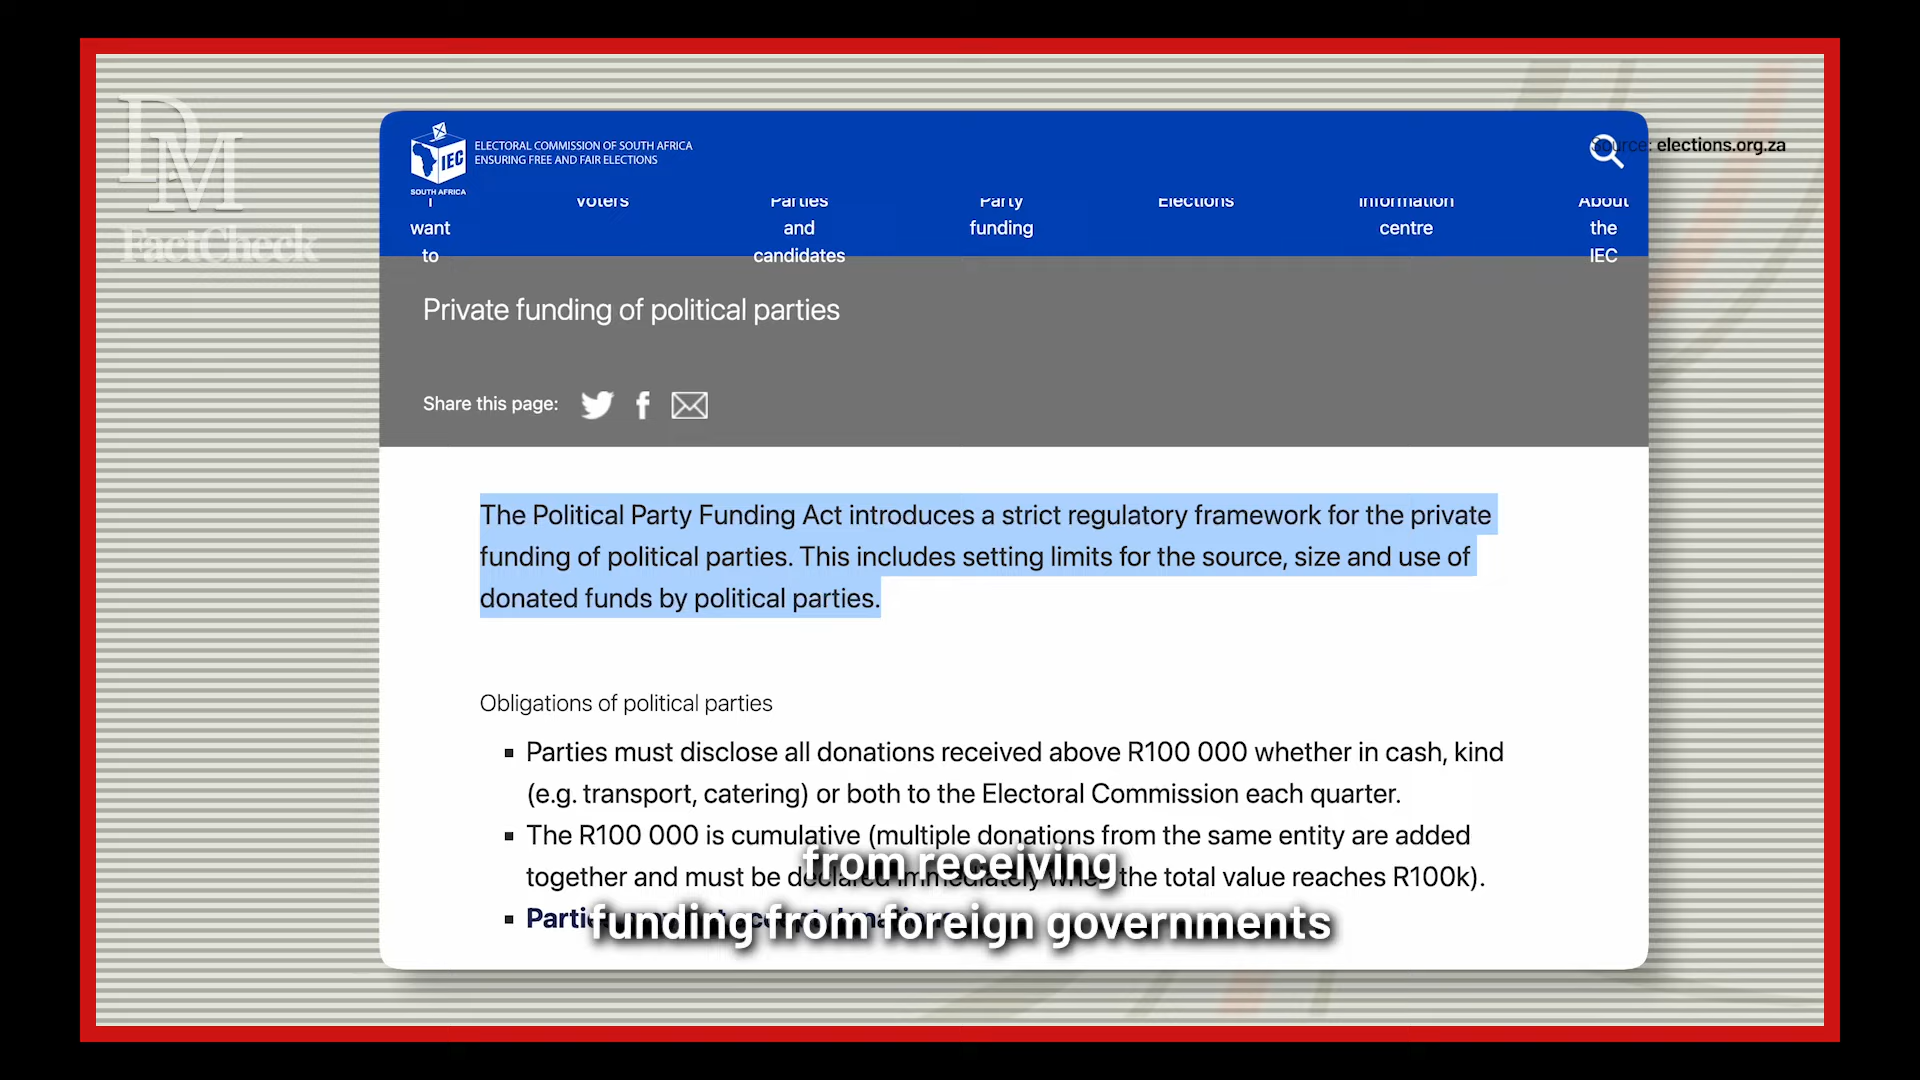 DM
FactCheck
IEC
SOUTH AFRICA
ELECTORAL COMMISSION OF SOUTH AFRICA
ENSURING FREE AND FAIR ELECTIONS
Source: elections.org.za
I want to
Voters
Parties and candidates
Party funding
Elections
Information centre
About the IEC
Private funding of political parties
Share this page:
The Political Party Funding Act introduces a strict regulatory framework for the private
funding of political parties. This includes setting limits for the source, size and use of
donated funds by political parties.
Obligations of political parties
Parties must disclose all donations received above R100 000 whether in cash, kind
(e.g. transport, catering) or both to the Electoral Commission each quarter.
The R100 000 is cumulative (multiple donations from the same entity are added
together and must be declared immediately when the total value reaches R100k).
from receiving
funding from foreign governments